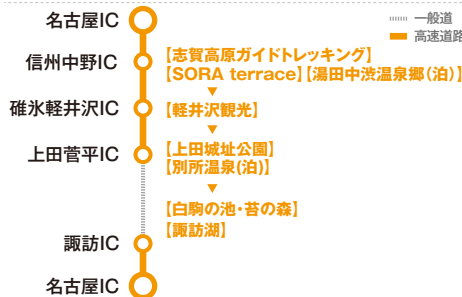 一般道
高速道路
名古屋IC
信州中野IC
【志賀高原ガイドトレッキング】
【SORA terrace】【湯田中渋温泉郷(泊)】
碓氷軽井沢IC
【軽井沢観光】
上田菅平IC
【上田城址公園】
【別所温泉(泊)】
【白駒の池・苔の森】
【諏訪湖】
諏訪IC
名古屋IC